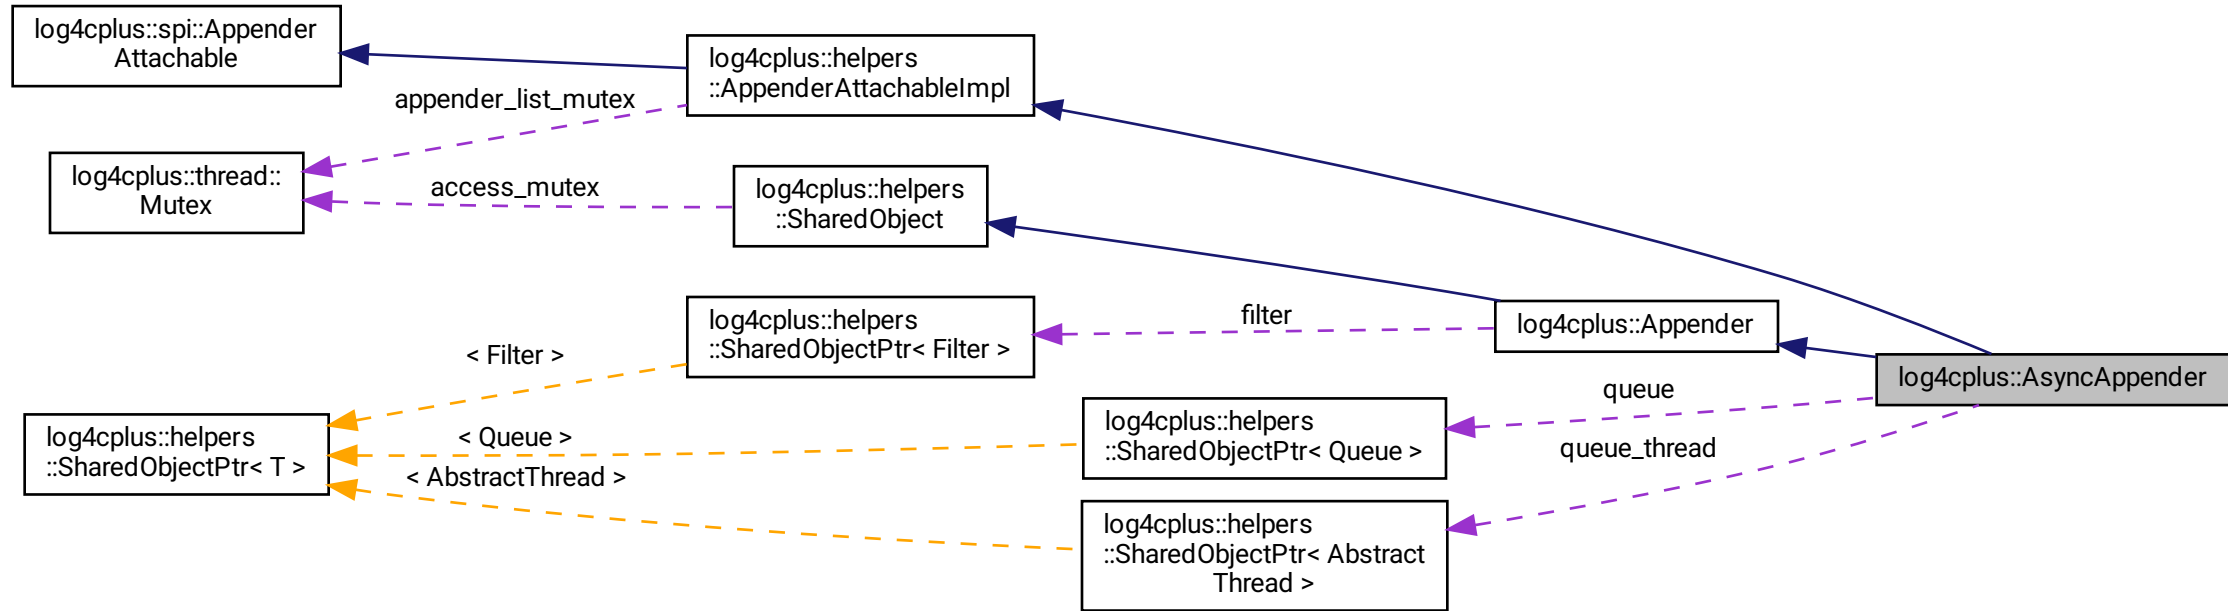 log4cplus::spi::Appender
Attachable
log4cplus::helpers
::AppenderAttachableImpl
appender_list_mutex
log4cplus::thread::
Mutex
access_mutex
log4cplus::helpers
::SharedObject
log4cplus::helpers
::SharedObjectPtr< Filter >
filter
log4cplus::Appender
< Filter >
log4cplus::AsyncAppender
queue
log4cplus::helpers
::SharedObjectPtr< T >
< Queue >
log4cplus::helpers
::SharedObjectPtr< Queue >
queue_thread
< AbstractThread >
log4cplus::helpers
::SharedObjectPtr< Abstract
Thread >